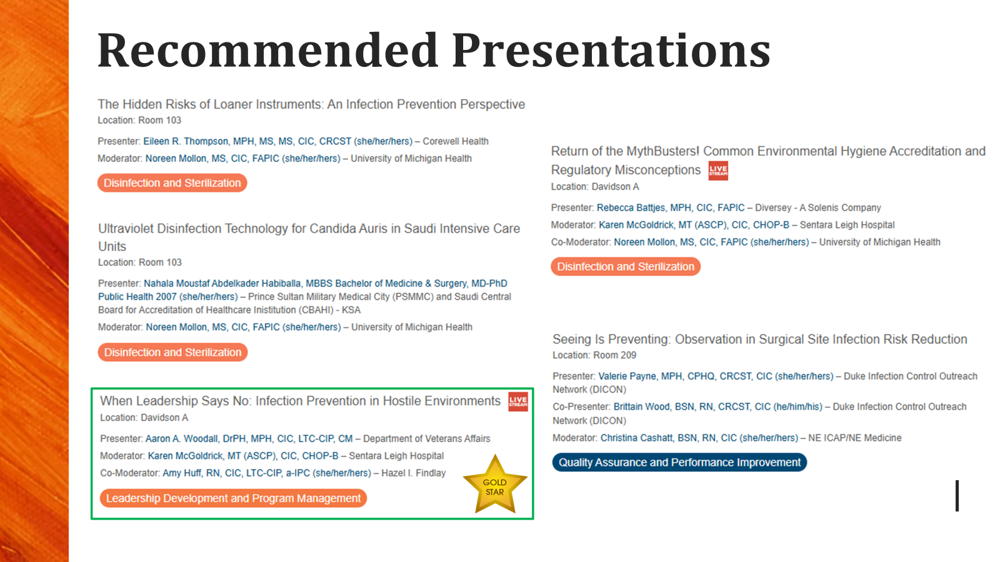 Recommended Presentations
The Hidden Risks of Loaner Instruments: An Infection Prevention Perspective
Location: Room 103
Presenter: Eileen R. Thompson, MPH, MS, MS, CIC, CRCST (she/her/hers) – Corewell Health
Moderator: Noreen Mollon, MS, CIC, FAPIC (she/her/hers) – University of Michigan Health
Disinfection and Sterilization
Ultraviolet Disinfection Technology for Candida Auris in Saudi Intensive Care
Units
Location: Room 103
Presenter: Nahala Moustaf Abdelkader Habiballa, MBBS Bachelor of Medicine & Surgery, MD-PhD
Public Health 2007 (she/her/hers) – Prince Sultan Military Medical City (PSMMC) and Saudi Central
Board for Accreditation of Healthcare Inistitution (CBAHI) - KSA
Moderator: Noreen Mollon, MS, CIC, FAPIC (she/her/hers) – University of Michigan Health
Disinfection and Sterilization
When Leadership Says No: Infection Prevention in Hostile Environments LIVE STREAM
Location: Davidson A
Presenter: Aaron A. Woodall, DrPH, MPH, CIC, LTC-CIP, CM – Department of Veterans Affairs
Moderator: Karen McGoldrick, MT (ASCP), CIC, CHOP-B – Sentara Leigh Hospital
Co-Moderator: Amy Huff, RN, CIC, LTC-CIP, a-IPC (she/her/hers) – Hazel I. Findlay
GOLD
STAR
Leadership Development and Program Management
Return of the MythBusters! Common Environmental Hygiene Accreditation and
Regulatory Misconceptions LIVE STREAM
Location: Davidson A
Presenter: Rebecca Battjes, MPH, CIC, FAPIC – Diversey - A Solenis Company
Moderator: Karen McGoldrick, MT (ASCP), CIC, CHOP-B – Sentara Leigh Hospital
Co-Moderator: Noreen Mollon, MS, CIC, FAPIC (she/her/hers) – University of Michigan Health
Disinfection and Sterilization
Seeing Is Preventing: Observation in Surgical Site Infection Risk Reduction
Location: Room 209
Presenter: Valerie Payne, MPH, CPHQ, CRCST, CIC (she/her/hers) – Duke Infection Control Outreach
Network (DICON)
Co-Presenter: Brittain Wood, BSN, RN, CRCST, CIC (he/him/his) – Duke Infection Control Outreach
Network (DICON)
Moderator: Christina Cashatt, BSN, RN, CIC (she/her/hers) – NE ICAP/NE Medicine
Quality Assurance and Performance Improvement